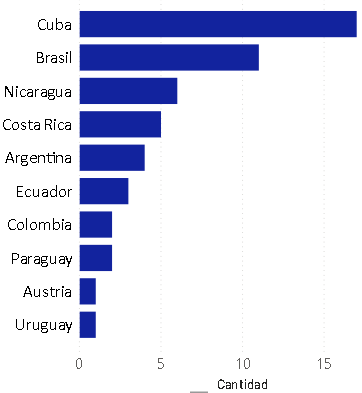 Cuba
Brasil
Nicaragua
Costa Rica
Argentina
Ecuador
Colombia
Paraguay
Austria
Uruguay
0 5 10 15
Cantidad